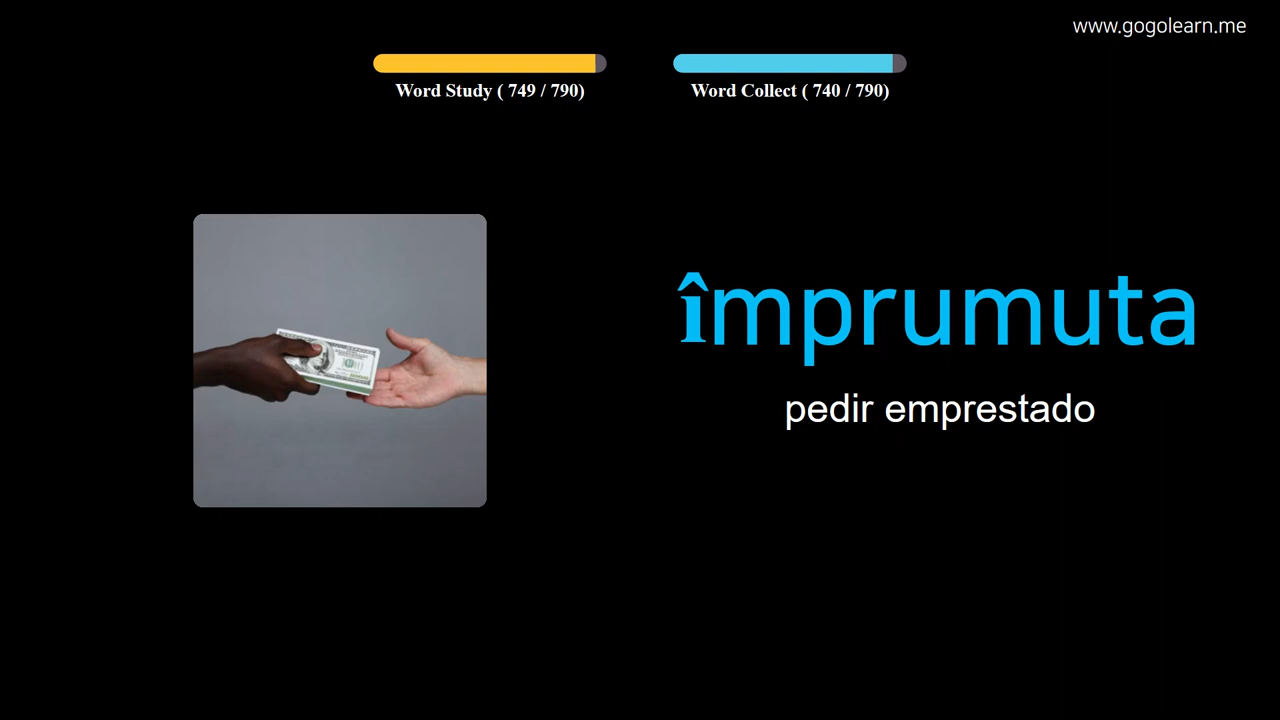 www.gogolearn.me
Word Study ( 749 / 790)
Word Collect ( 740 / 790)
împrumuta
pedir emprestado